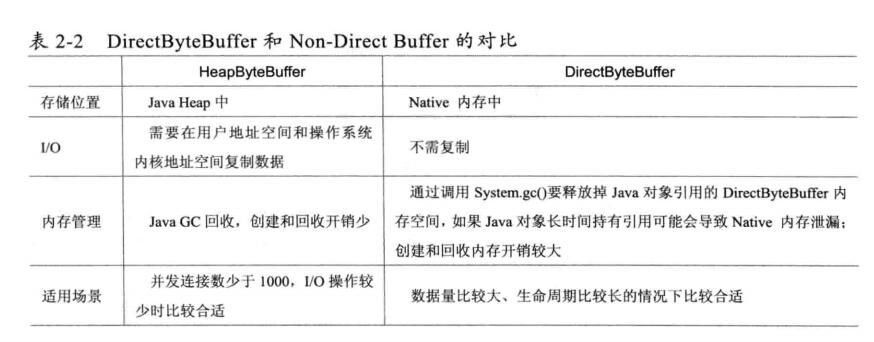 表 2-2 DirectByteBuffer 和 Non-Direct Buffer 的对比
HeapByteBuffer DirectByteBuffer
存储位置 Java Heap 中 Native 内存中
I/O 需要在用户地址空间和操作系统
内核地址空间复制数据
不需复制
内存管理 Java GC 回收，创建和回收开销少
通过调用 System.gc()要释放掉 Java 对象引用的 DirectByteBuffer 内
存空间，如果 Java 对象长时间持有引用可能会导致 Native 内存泄漏；
创建和回收内存开销较大
适用场景 并发连接数少于 1000，I/O 操作较
少时比较合适
数据量比较大、生命周期比较长的情况下比较合适